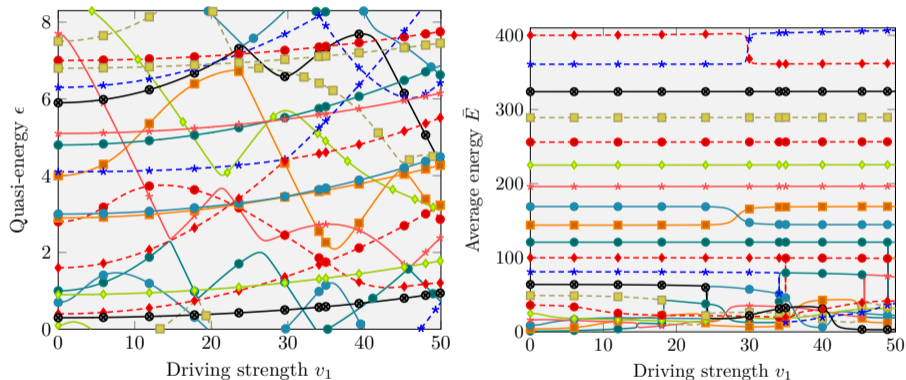 8
6
4
2
0
Quasi-energy ϵ
0 10 20 30 40 50
Driving strength v₁
400
300
200
100
0
Average energy Ē
0 10 20 30 40 50
Driving strength v₁